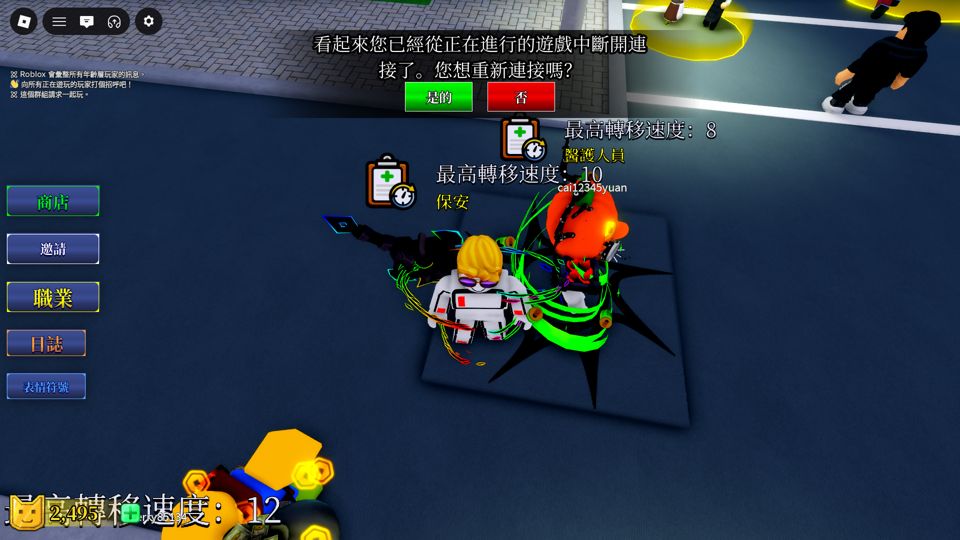 看起來您已經從正在進行的遊戲中斷開連
接了。您想重新連接嗎?
是的
否
Roblox 會彙整所有年齡層玩家的訊息。
向所有正在遊玩的玩家打個招呼吧！
這個群組請求一起玩。
最高轉移速度: 8
醫護人員
最高轉移速度: 10
cai12345yuan
保安
商店
邀請
職業
日誌
表情符號
最高轉移速度: 12
2,495